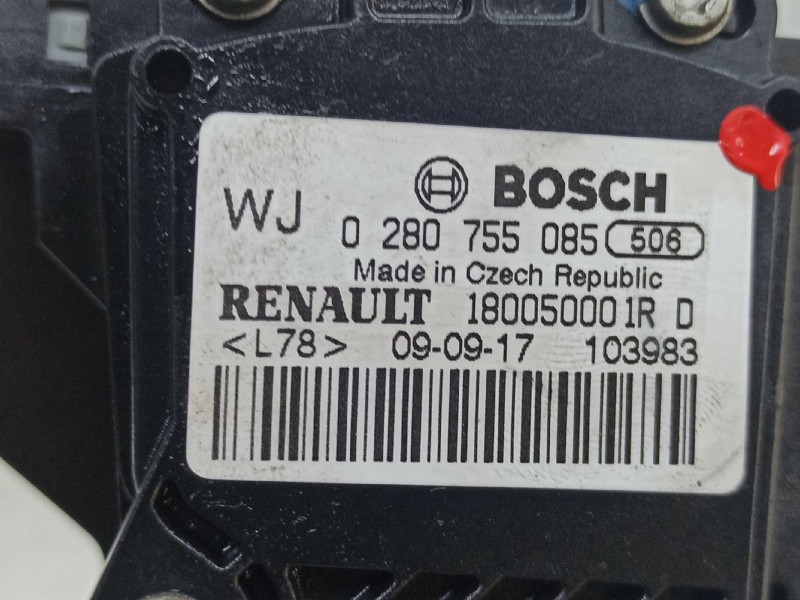 BOSCH
WJ 0 280 755 085 506
Made in Czech Republic
RENAULT 180050001R D
<L78> 09-09-17 103983